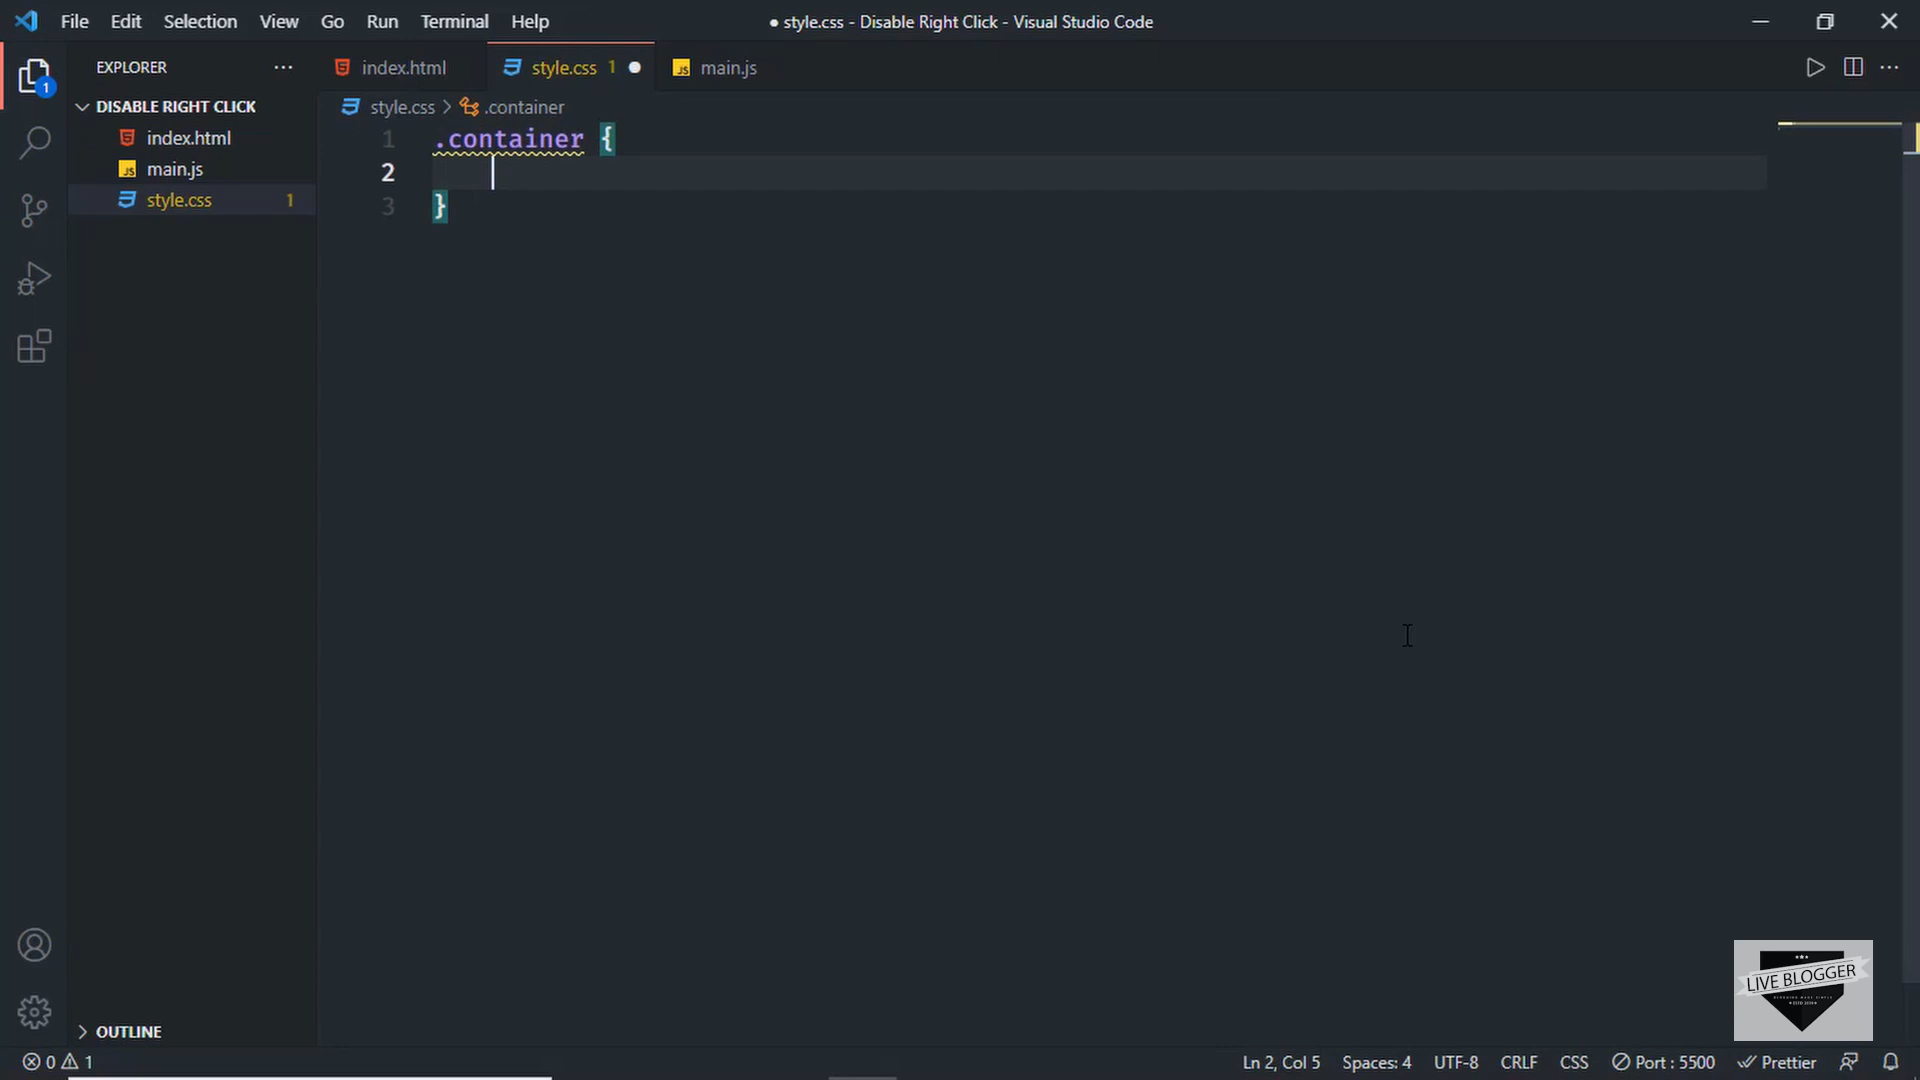 File Edit Selection View Go Run Terminal Help
● style.css - Disable Right Click - Visual Studio Code
EXPLORER
index.html
style.css 1
main.js
DISABLE RIGHT CLICK
style.css > .container
index.html
main.js
style.css 1
1
1 .container {
2
3 }
OUTLINE
LIVE BLOGGER
0 1
Ln 2, Col 5 Spaces: 4 UTF-8 CRLF CSS Port : 5500 Prettier